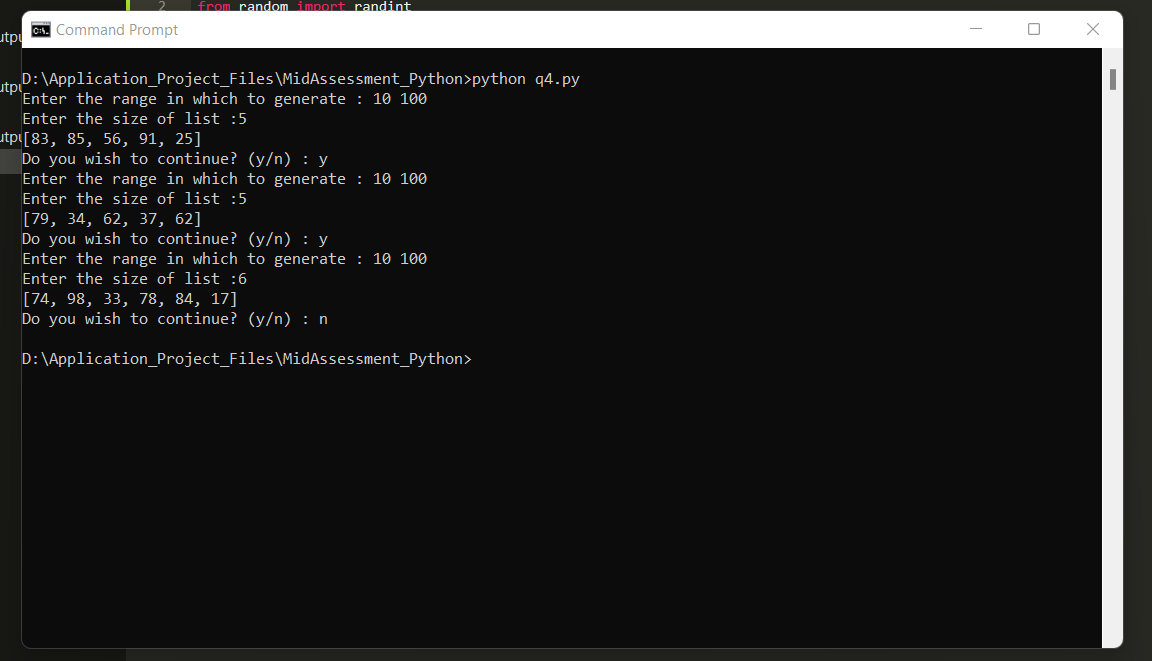 2 from random import randint
Command Prompt
D:\Application_Project_Files\MidAssessment_Python>python q4.py
Enter the range in which to generate : 10 100
Enter the size of list :5
[83, 85, 56, 91, 25]
Do you wish to continue? (y/n) : y
Enter the range in which to generate : 10 100
Enter the size of list :5
[79, 34, 62, 37, 62]
Do you wish to continue? (y/n) : y
Enter the range in which to generate : 10 100
Enter the size of list :6
[74, 98, 33, 78, 84, 17]
Do you wish to continue? (y/n) : n
D:\Application_Project_Files\MidAssessment_Python>